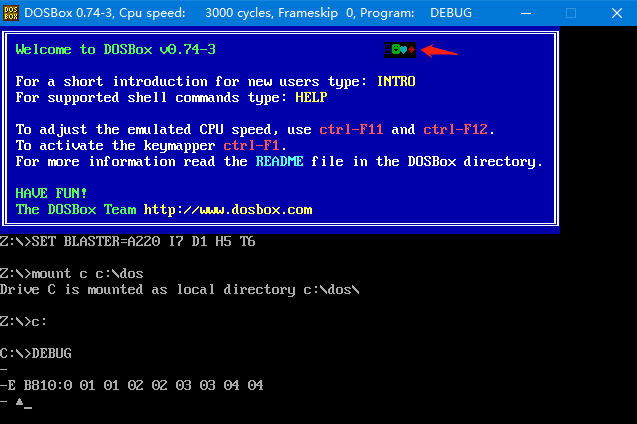 DOSBox 0.74-3, Cpu speed: 3000 cycles, Frameskip 0, Program: DEBUG
Welcome to DOSBox v0.74-3
For a short introduction for new users type: INTRO
For supported shell commands type: HELP
To adjust the emulated CPU speed, use ctrl-F11 and ctrl-F12.
To activate the keymapper ctrl-F1.
For more information read the README file in the DOSBox directory.
HAVE FUN!
The DOSBox Team http://www.dosbox.com
Z:\>SET BLASTER=A220 I7 D1 H5 T6
Z:\>mount c c:\dos
Drive C is mounted as local directory c:\dos\
Z:\>c:
C:\>DEBUG
-
-E B810:0 01 01 02 02 03 03 04 04
- ▲_